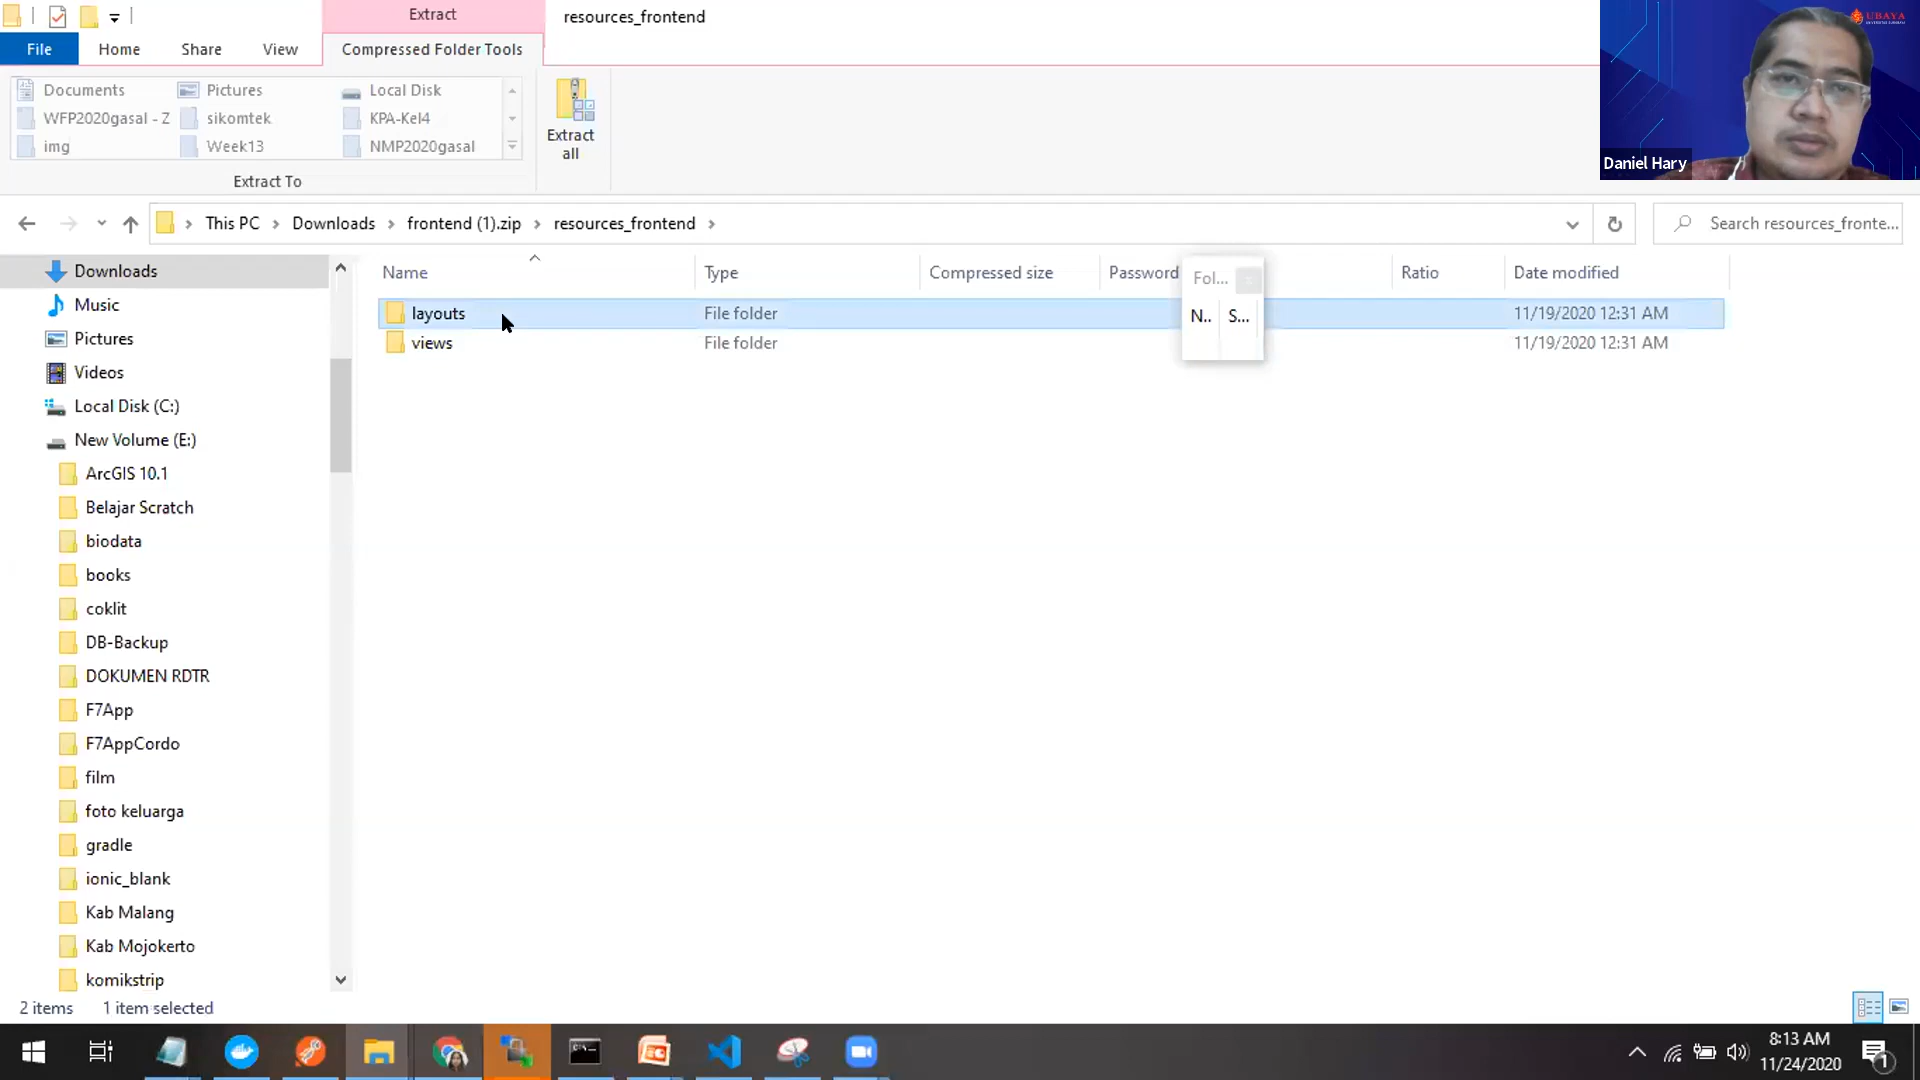 Extract
resources_frontend
File
Home
Share
View
Compressed Folder Tools
Documents
Pictures
Local Disk
WFP2020gasal - Z
sikomtek
KPA-Kel4
img
Week13
NMP2020gasal
Extract To
Extract
all
UBAYA
Daniel Hary
This PC
Downloads
frontend (1).zip
resources_frontend
Search resources_fronte...
Name
Type
Compressed size
Password
Ratio
Date modified
Fol...
N..
S...
layouts
File folder
11/19/2020 12:31 AM
views
File folder
11/19/2020 12:31 AM
Downloads
Music
Pictures
Videos
Local Disk (C:)
New Volume (E:)
ArcGIS 10.1
Belajar Scratch
biodata
books
coklit
DB-Backup
DOKUMEN RDTR
F7App
F7AppCordo
film
foto keluarga
gradle
ionic_blank
Kab Malang
Kab Mojokerto
komikstrip
2 items
1 item selected
8:13 AM
11/24/2020
1